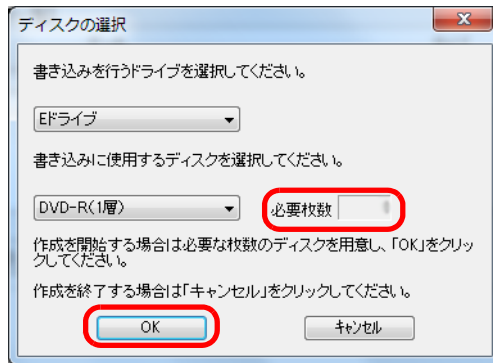 ディスクの選択
書き込みを行うドライブを選択してください。
Eドライブ
書き込みに使用するディスクを選択してください。
DVD-R(1層) 必要枚数
作成を開始する場合は必要な枚数のディスクを用意し、「OK」をクリッ
クしてください。
作成を終了する場合は「キャンセル」をクリックしてください。
OK キャンセル